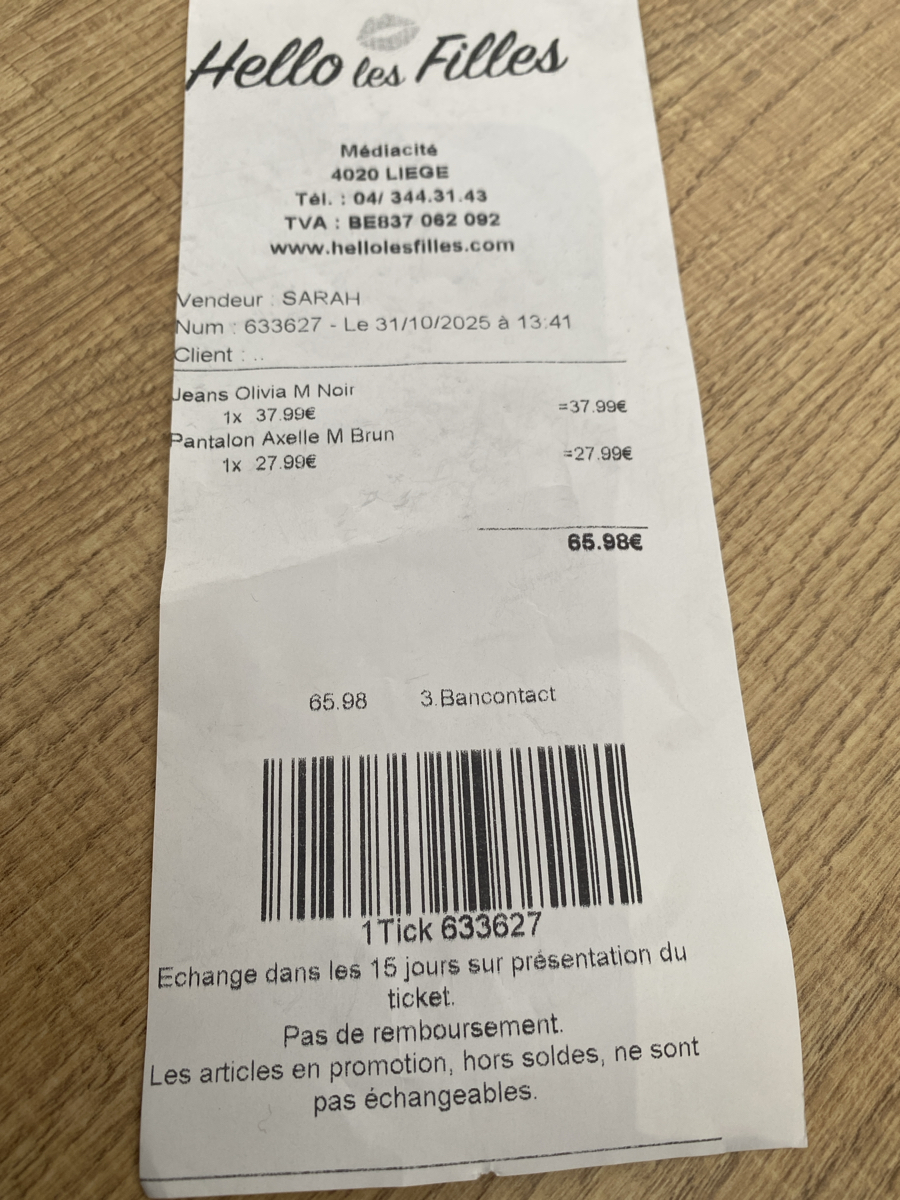 Hello les Filles
Médiacité
4020 LIEGE
Tél. : 04/ 344.31.43
TVA : BE837 062 092
www.hellolesfilles.com
Vendeur : SARAH
Num : 633627 - Le 31/10/2025 à 13:41
Client : ..
Jeans Olivia M Noir
1x 37.99€ =37.99€
Pantalon Axelle M Brun
1x 27.99€ =27.99€
65.98€
65.98 3.Bancontact
1Tick 633627
Echange dans les 15 jours sur présentation du
ticket.
Pas de remboursement.
Les articles en promotion, hors soldes, ne sont
pas échangeables.